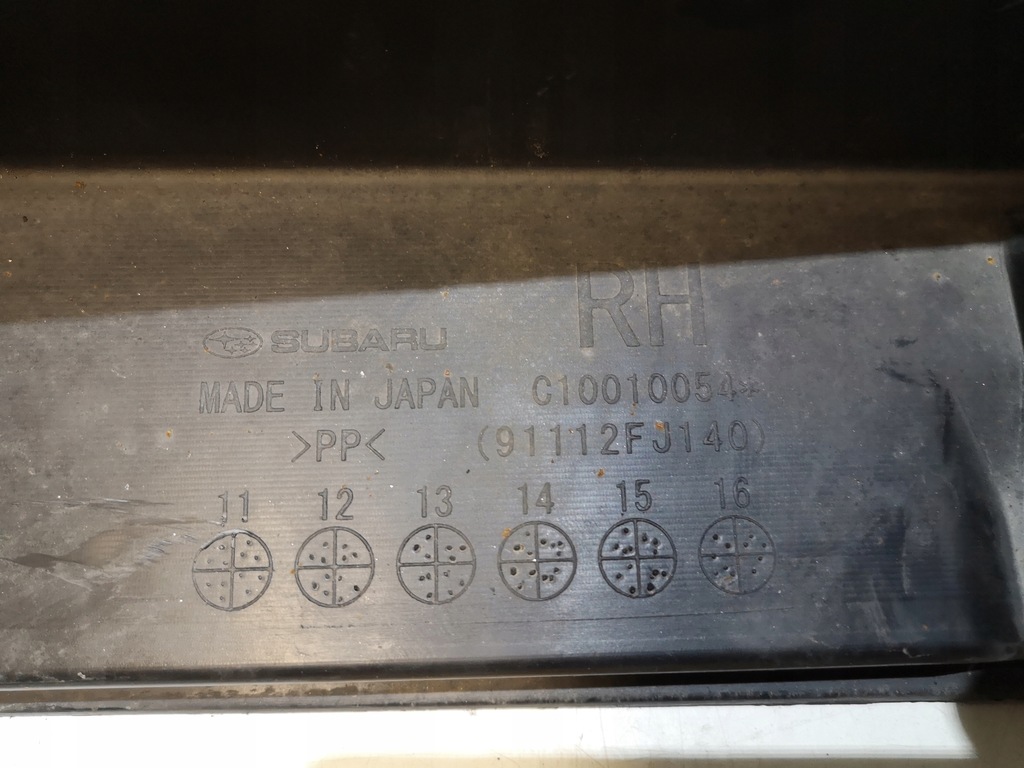 RH
SUBARU
MADE IN JAPAN C10010054*
>PP< (91112FJ140)
11 12 13 14 15 16